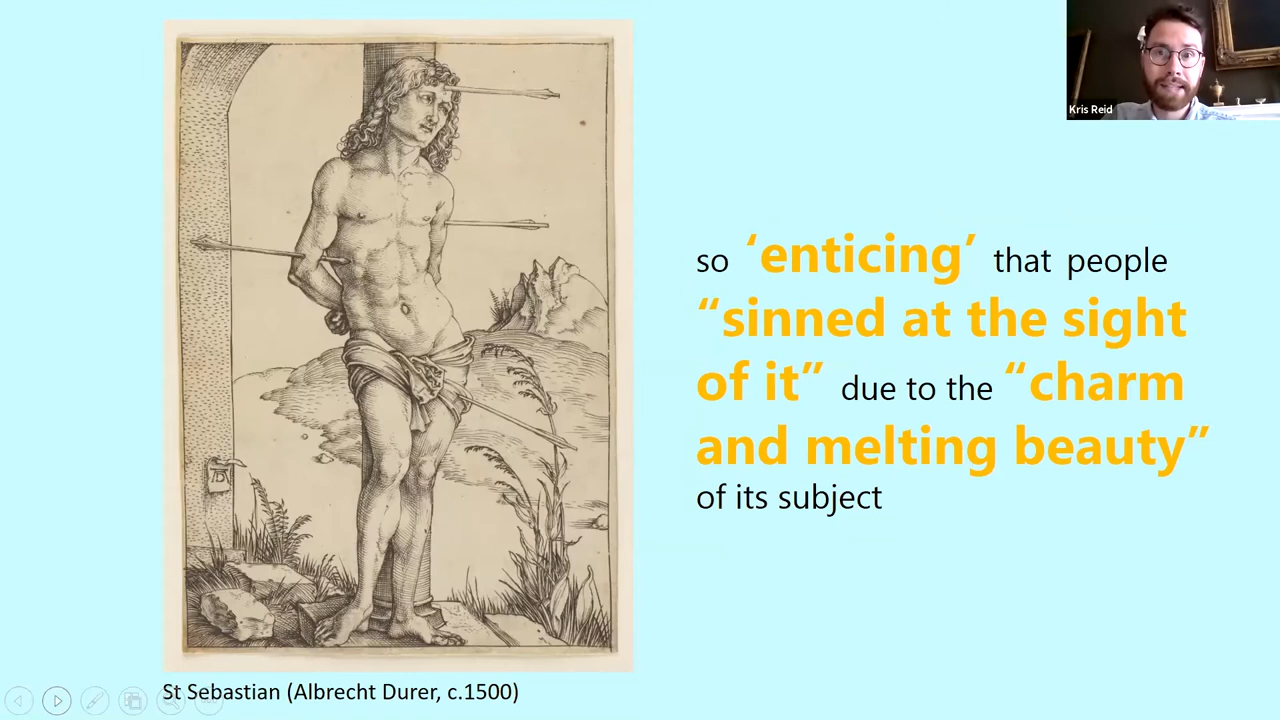 Kris Reid
so ‘enticing’ that people
“sinned at the sight
of it” due to the “charm
and melting beauty”
of its subject
AD
St Sebastian (Albrecht Durer, c.1500)